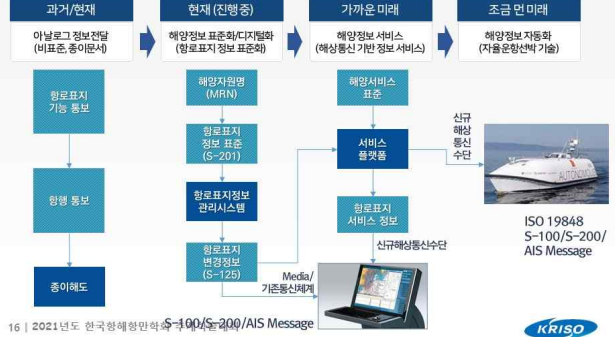 과거/현재
아날로그 정보전달
(비표준, 종이문서)
항로표지
기능 통보
항행 통보
종이해도
현재 (진행 중)
해양정보 표준화/디지털화
(항로표지 정보 표준화)
해양자원명
(MRN)
항로표지
정보 표준
(S-201)
항로표지정보
관리시스템
항로표지
변경정보
(S-125)
Media/
기존통신체계
S-100/S-200/AIS Message
가까운 미래
해양정보 서비스
(해상통신 기반 정보 서비스)
해양서비스
표준
서비스
플랫폼
항로표지
서비스 정보
신규해상통신수단
조금 먼 미래
해양정보 자동화
(자율운항선박 기술)
신규
해상
통신
수단
ISO 19848
S-100/S-200/
AIS Message
16 | 2021년도 한국항해항만학회
KRISO